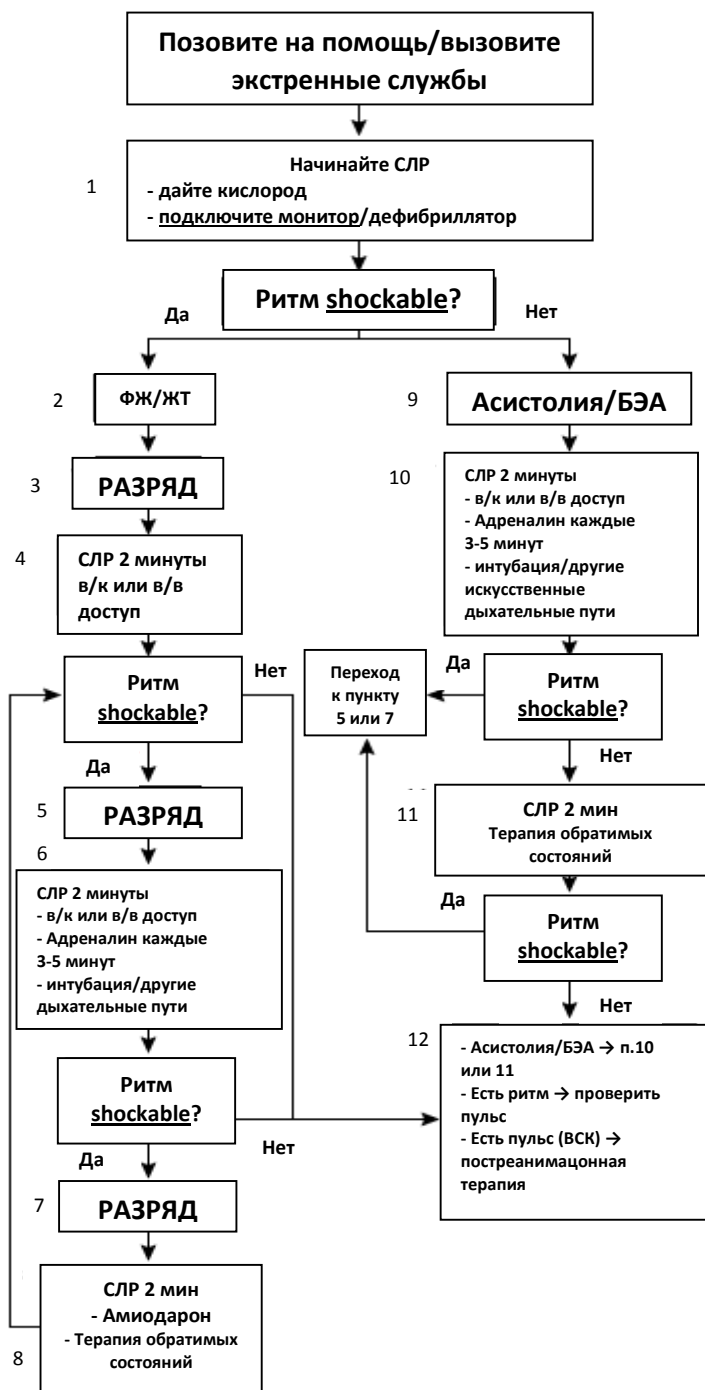 Позовите на помощь/вызовите
экстренные службы
1
Начинайте СЛР
- дайте кислород
- подключите монитор/дефибриллятор
Ритм shockable?
Да
Нет
2
ФЖ/ЖТ
3
РАЗРЯД
4
СЛР 2 минуты
в/к или в/в
доступ
Ритм
shockable?
Нет
Да
5
РАЗРЯД
6
СЛР 2 минуты
- в/к или в/в доступ
- Адреналин каждые
3-5 минут
- интубация/другие
дыхательные пути
Ритм
shockable?
Нет
Да
7
РАЗРЯД
8
СЛР 2 мин
- Амиодарон
- Терапия обратимых
состояний
9
Асистолия/БЭА
10
СЛР 2 минуты
- в/к или в/в доступ
- Адреналин каждые
3-5 минут
- интубация/другие
искусственные
дыхательные пути
Ритм
shockable?
Да
Переход
к пункту
5 или 7
Нет
11
СЛР 2 мин
Терапия обратимых
состояний
Да
Ритм
shockable?
Нет
12
- Асистолия/БЭА → п.10
или 11
- Есть ритм → проверить
пульс
- Есть пульс (ВСК) →
постреанимацонная
терапия